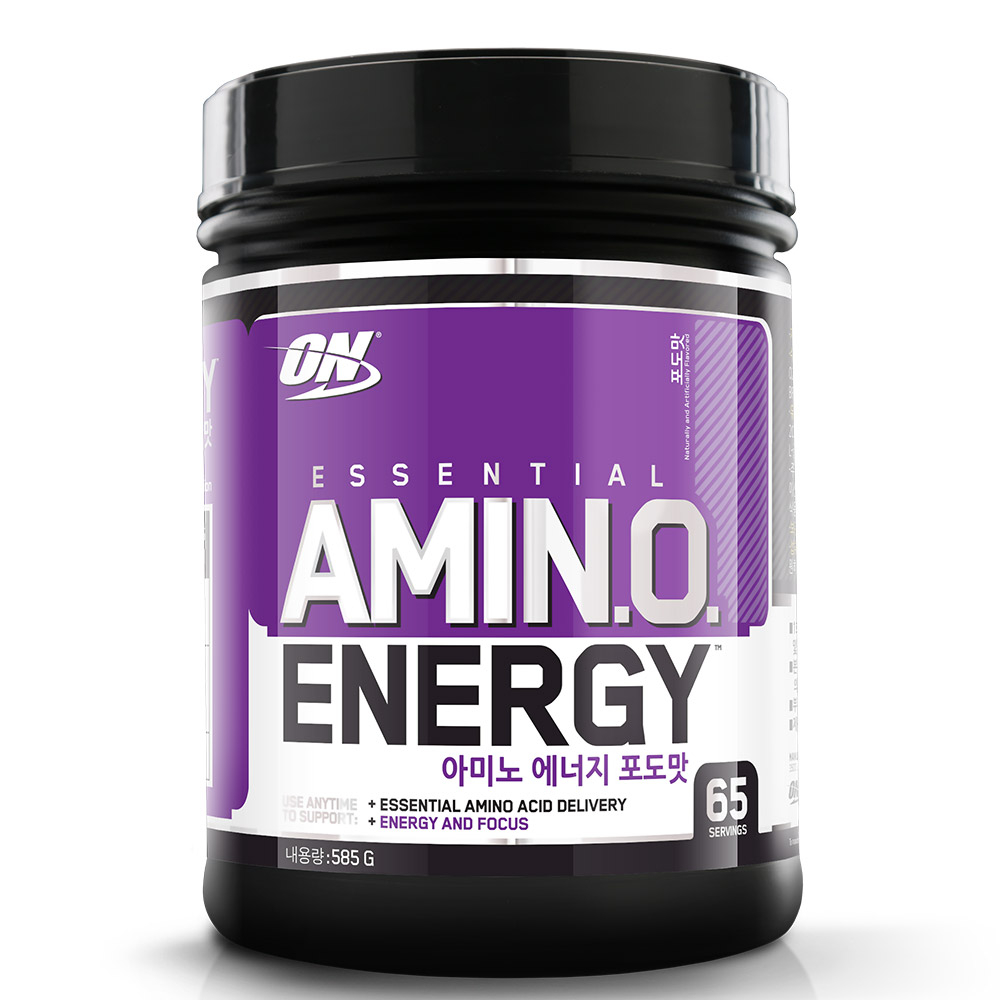 ON®
포도맛
Naturally and Artificially Flavored
ESSENTIAL
AMIN.O.
ENERGY™
아미노 에너지 포도맛
USE ANYTIME
TO SUPPORT:
+ ESSENTIAL AMINO ACID DELIVERY
+ ENERGY AND FOCUS
65
SERVINGS
내용량:585 G